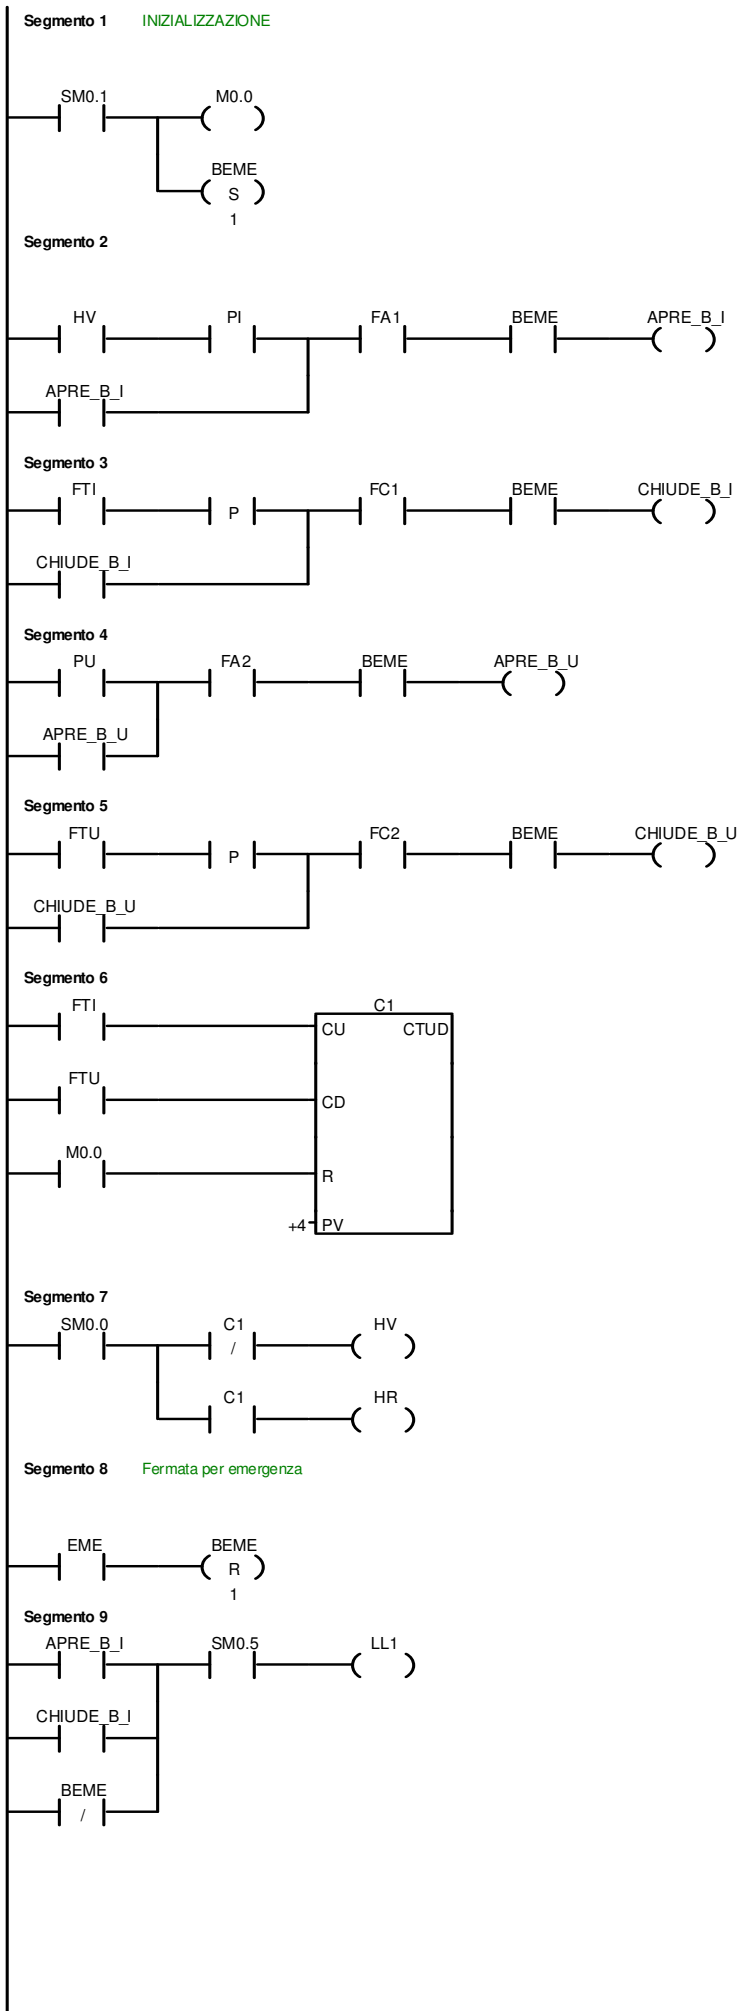 Segmento 1 INIZIALIZZAZIONE
SM0.1 M0.0
BEME
S
1
Segmento 2
HV PI FA1 BEME APRE_B_I
APRE_B_I
Segmento 3
FTI P FC1 BEME CHIUDE_B_I
CHIUDE_B_I
Segmento 4
PU FA2 BEME APRE_B_U
APRE_B_U
Segmento 5
FTU P FC2 BEME CHIUDE_B_U
CHIUDE_B_U
Segmento 6
FTI C1
CU CTUD
FTU
CD
M0.0
R
+4 PV
Segmento 7
SM0.0 C1 HV
/
C1 HR
Segmento 8 Fermata per emergenza
EME BEME
R
1
Segmento 9
APRE_B_I SM0.5 LL1
CHIUDE_B_I
BEME
/